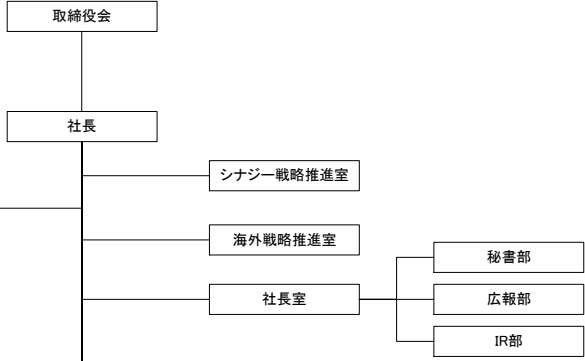 取締役会
社長
シナジー戦略推進室
海外戦略推進室
社長室
秘書部
広報部
IR部